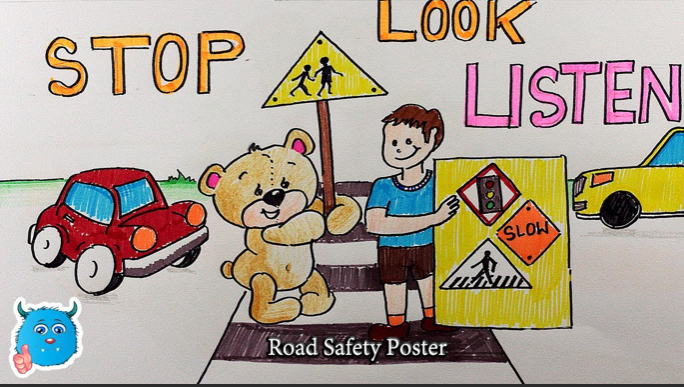 STOP
LOOK
LISTEN
SLOW
Road Safety Poster